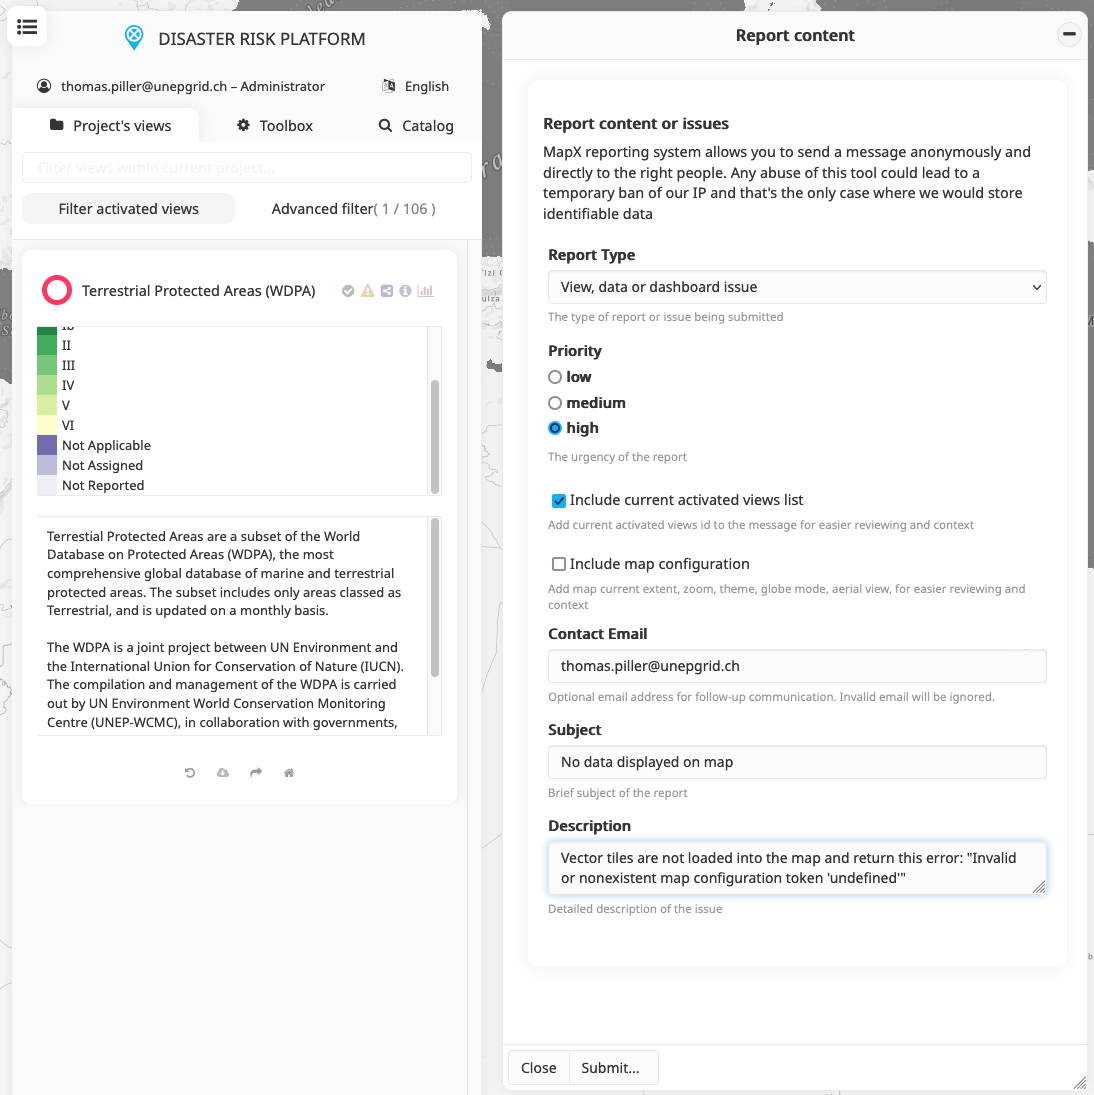 DISASTER RISK PLATFORM
thomas.piller@unepgrid.ch – Administrator
English
Project's views
Toolbox
Catalog
Filter views within current project...
Filter activated views
Advanced filter( 1 / 106 )
Terrestrial Protected Areas (WDPA)
Ib
II
III
IV
V
VI
Not Applicable
Not Assigned
Not Reported
Terrestial Protected Areas are a subset of the World
Database on Protected Areas (WDPA), the most
comprehensive global database of marine and terrestrial
protected areas. The subset includes only areas classed as
Terrestrial, and is updated on a monthly basis.
The WDPA is a joint project between UN Environment and
the International Union for Conservation of Nature (IUCN).
The compilation and management of the WDPA is carried
out by UN Environment World Conservation Monitoring
Centre (UNEP-WCMC), in collaboration with governments,
Report content
Report content or issues
MapX reporting system allows you to send a message anonymously and
directly to the right people. Any abuse of this tool could lead to a
temporary ban of our IP and that's the only case where we would store
identifiable data
Report Type
View, data or dashboard issue
The type of report or issue being submitted
Priority
low
medium
high
The urgency of the report
Include current activated views list
Add current activated views id to the message for easier reviewing and context
Include map configuration
Add map current extent, zoom, theme, globe mode, aerial view, for easier reviewing and
context
Contact Email
thomas.piller@unepgrid.ch
Optional email address for follow-up communication. Invalid email will be ignored.
Subject
No data displayed on map
Brief subject of the report
Description
Vector tiles are not loaded into the map and return this error: "Invalid
or nonexistent map configuration token 'undefined'"
Detailed description of the issue
Close
Submit...